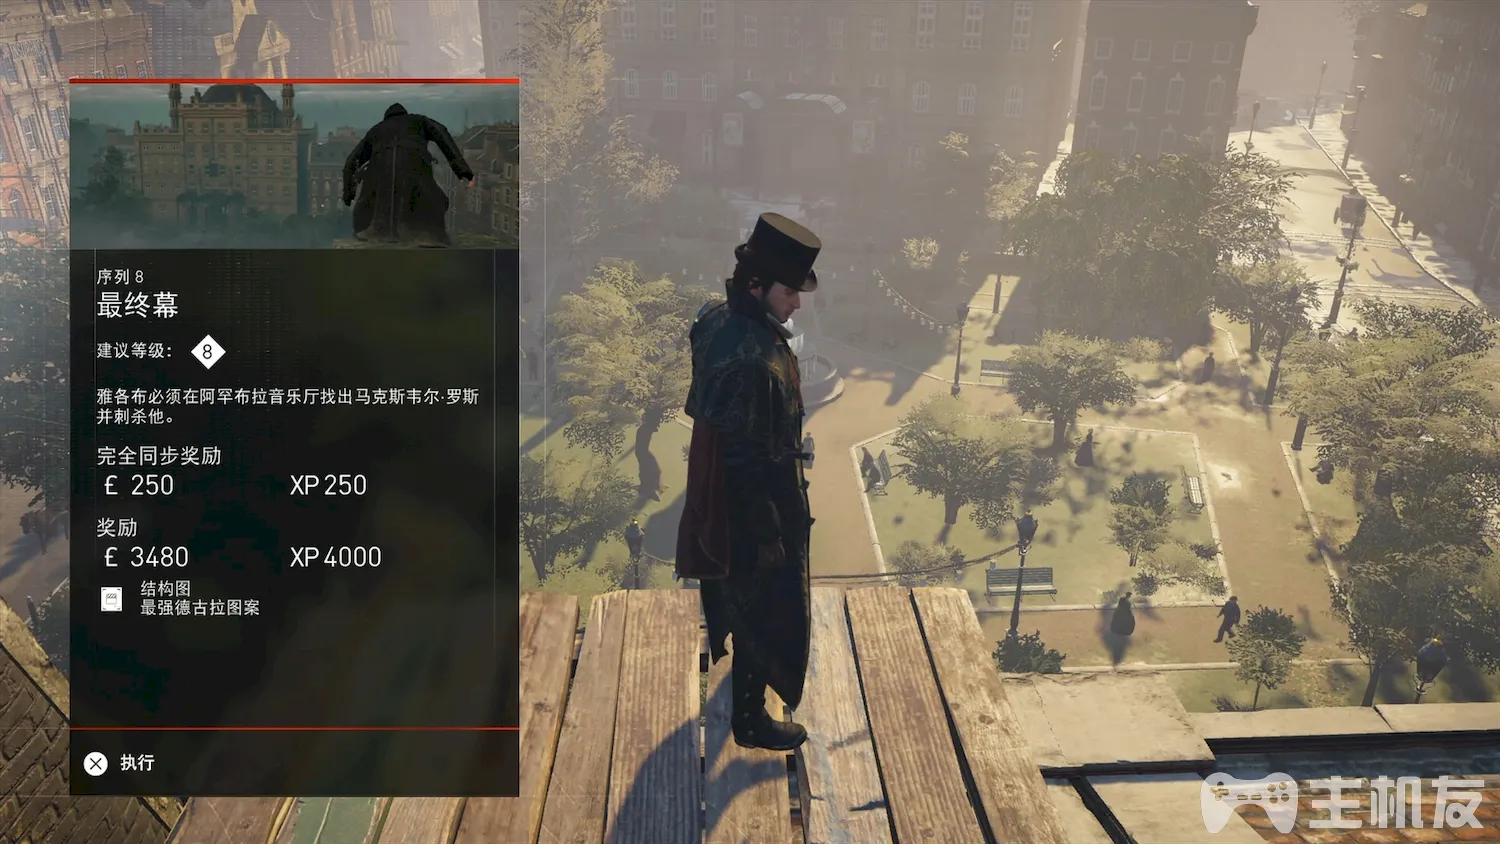 序列 8
最终幕
建议等级： 8
雅各布必须在阿罕布拉音乐厅找出马克斯韦尔·罗斯
并刺杀他。
完全同步奖励
£ 250 XP 250
奖励
£ 3480 XP 4000
结构图
最强德古拉图案
执行
主机友